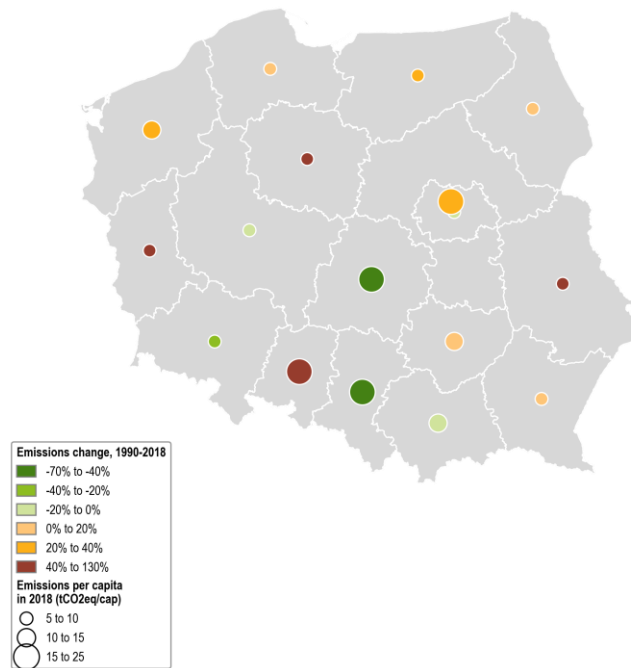 Emissions change, 1990-2018
-70% to -40%
-40% to -20%
-20% to 0%
0% to 20%
20% to 40%
40% to 130%
Emissions per capita
in 2018 (tCO2eq/cap)
5 to 10
10 to 15
15 to 25